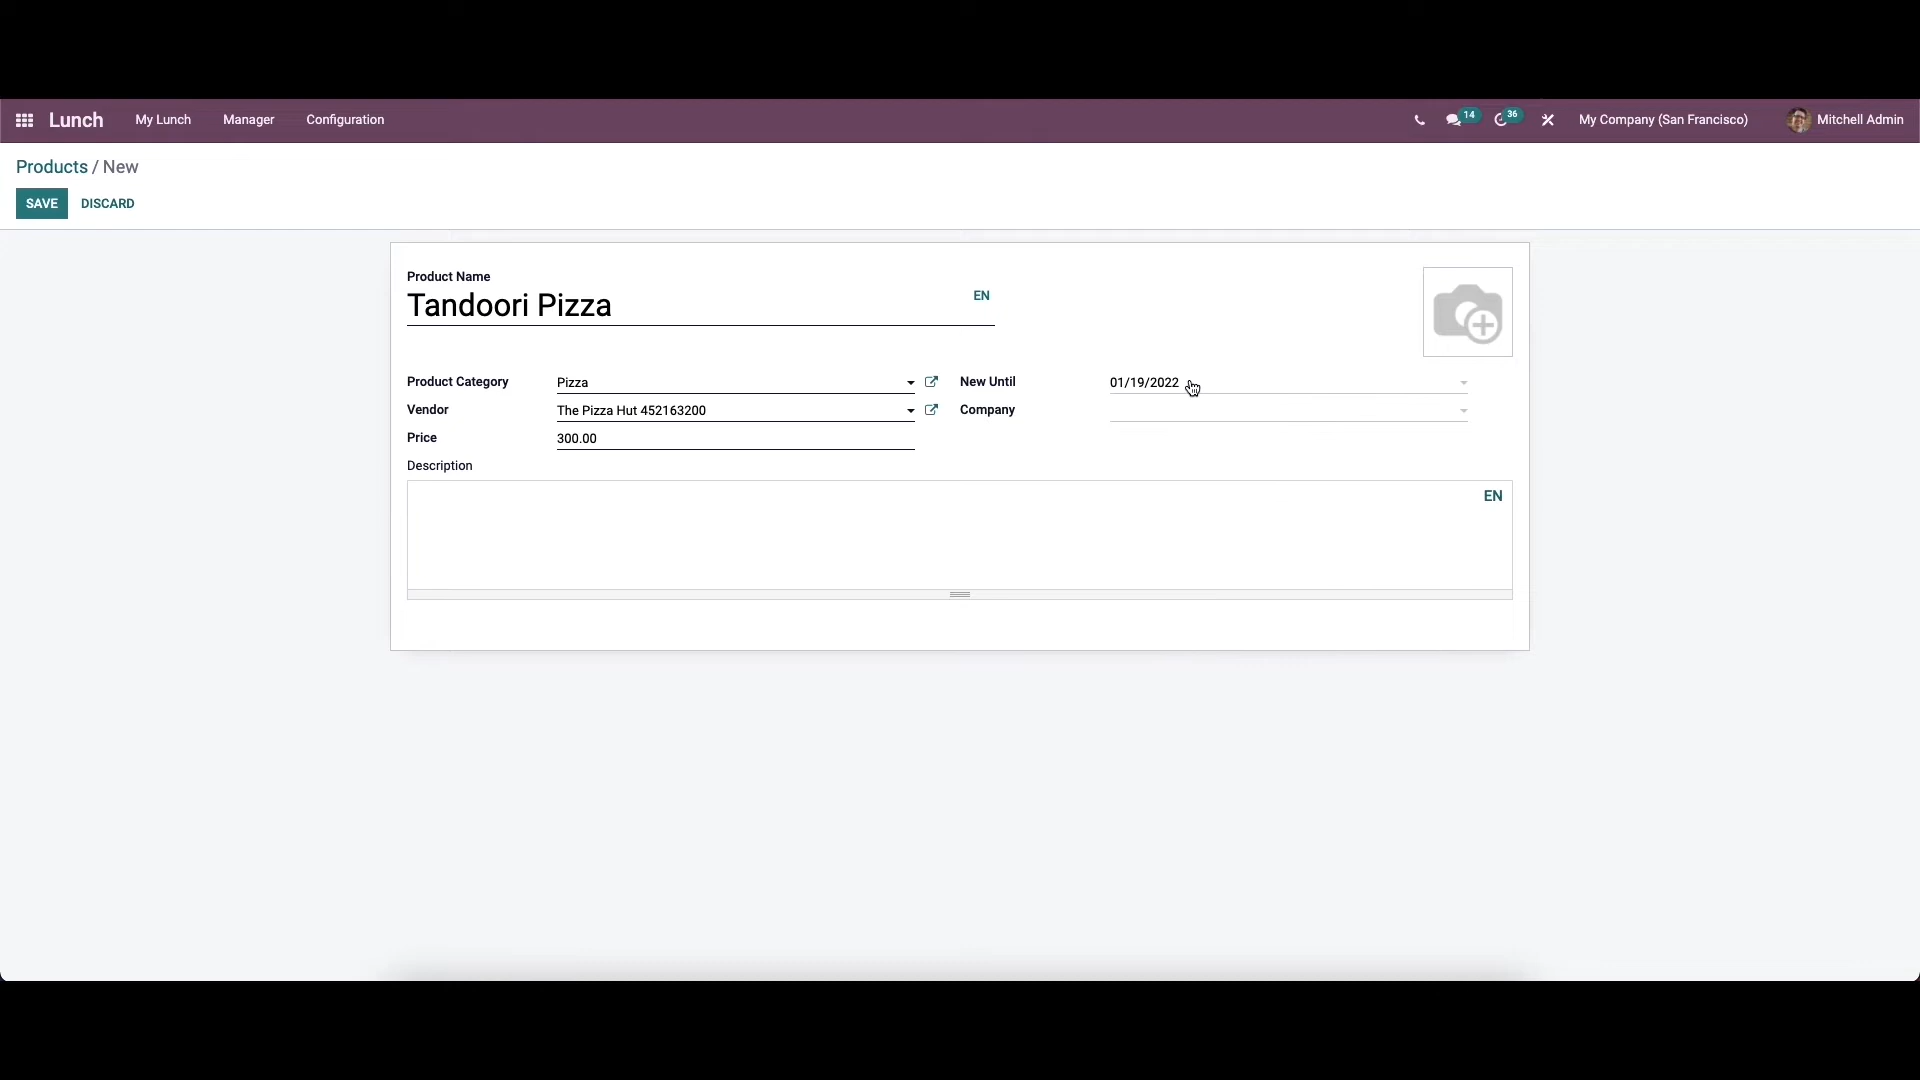 Lunch My Lunch Manager Configuration 14 36 My Company (San Francisco) Mitchell Admin
Products / New
SAVE DISCARD
Product Name
Tandoori Pizza EN
Product Category Pizza New Until 01/19/2022
Vendor The Pizza Hut 452163200 Company
Price 300.00
Description
EN